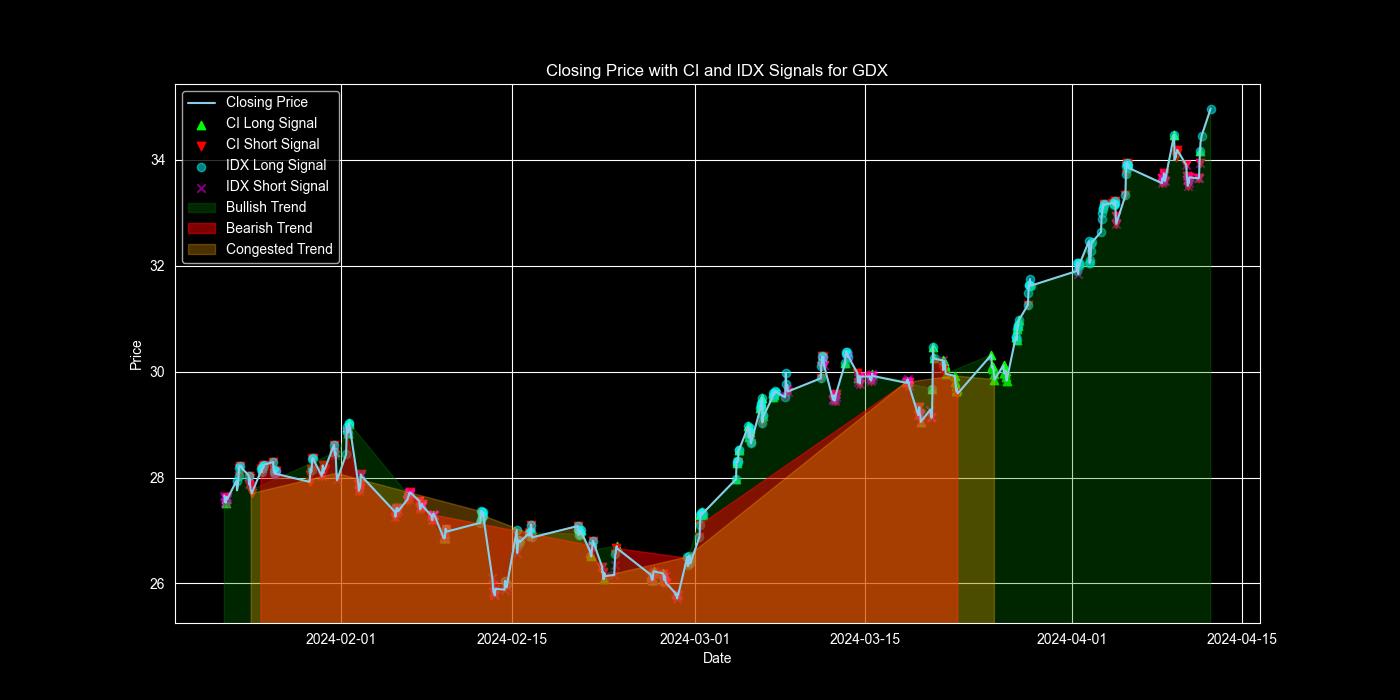 Closing Price with CI and IDX Signals for GDX
Closing Price
CI Long Signal
CI Short Signal
IDX Long Signal
IDX Short Signal
Bullish Trend
Bearish Trend
Congested Trend
34
32
30
28
26
Price
2024-02-01
2024-02-15
2024-03-01
2024-03-15
2024-04-01
2024-04-15
Date